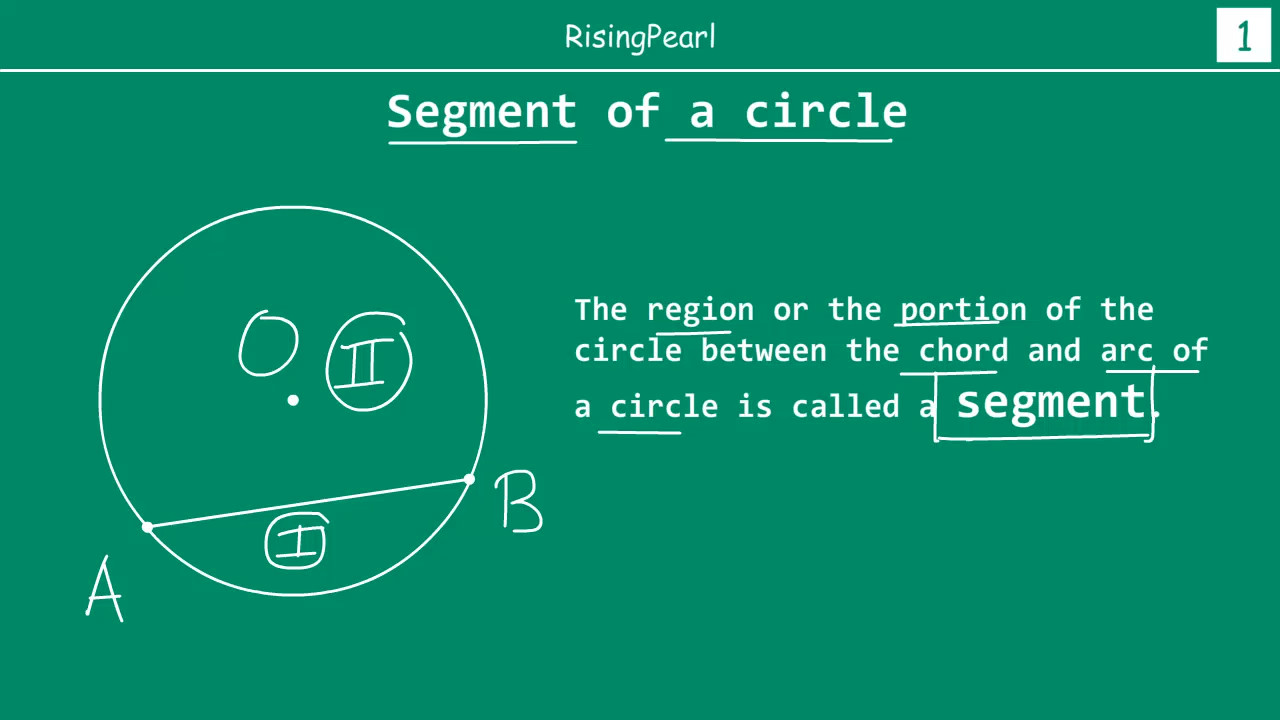 RisingPearl
1
Segment of a circle
O
II
The region or the portion of the
circle between the chord and arc of
a circle is called a segment.
B
I
A